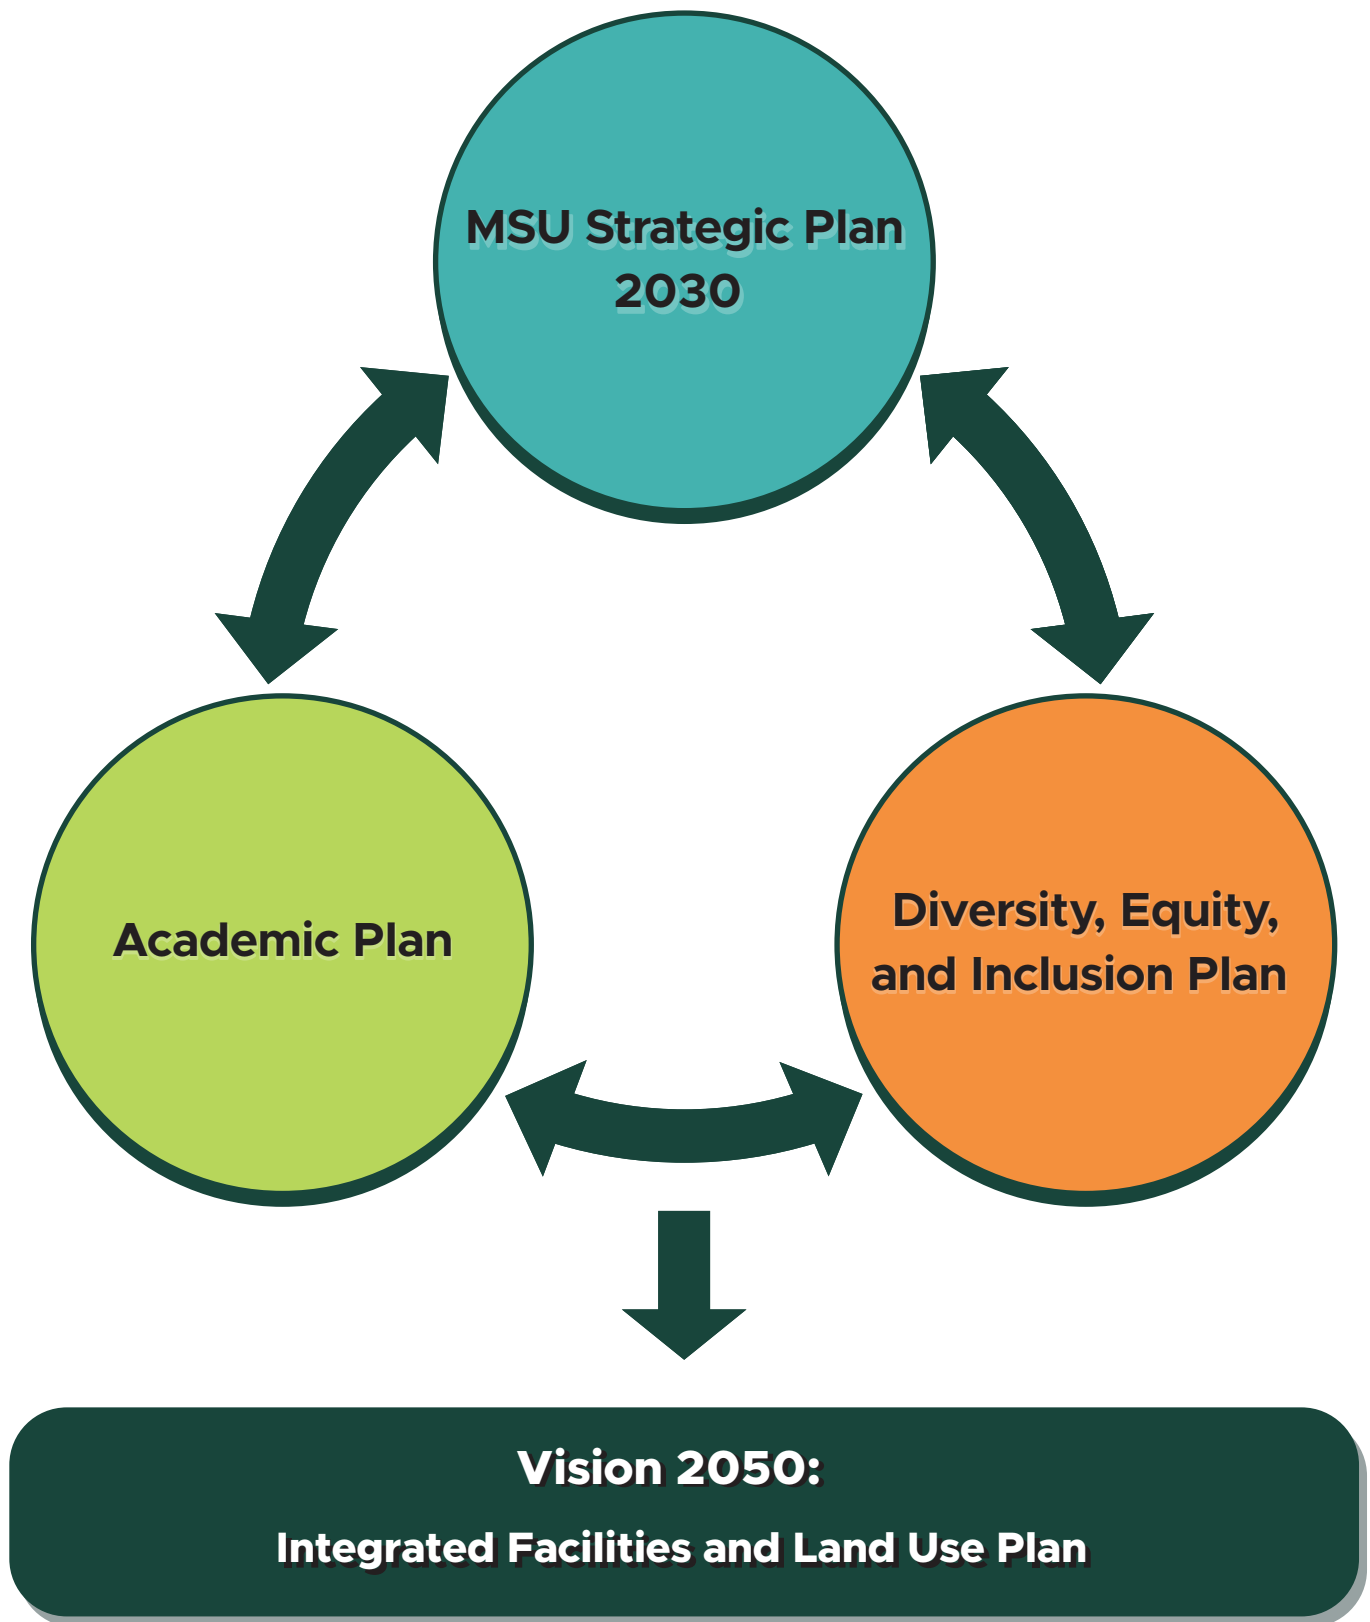 MSU Strategic Plan
2030
Academic Plan
Diversity, Equity,
and Inclusion Plan
Vision 2050:
Integrated Facilities and Land Use Plan